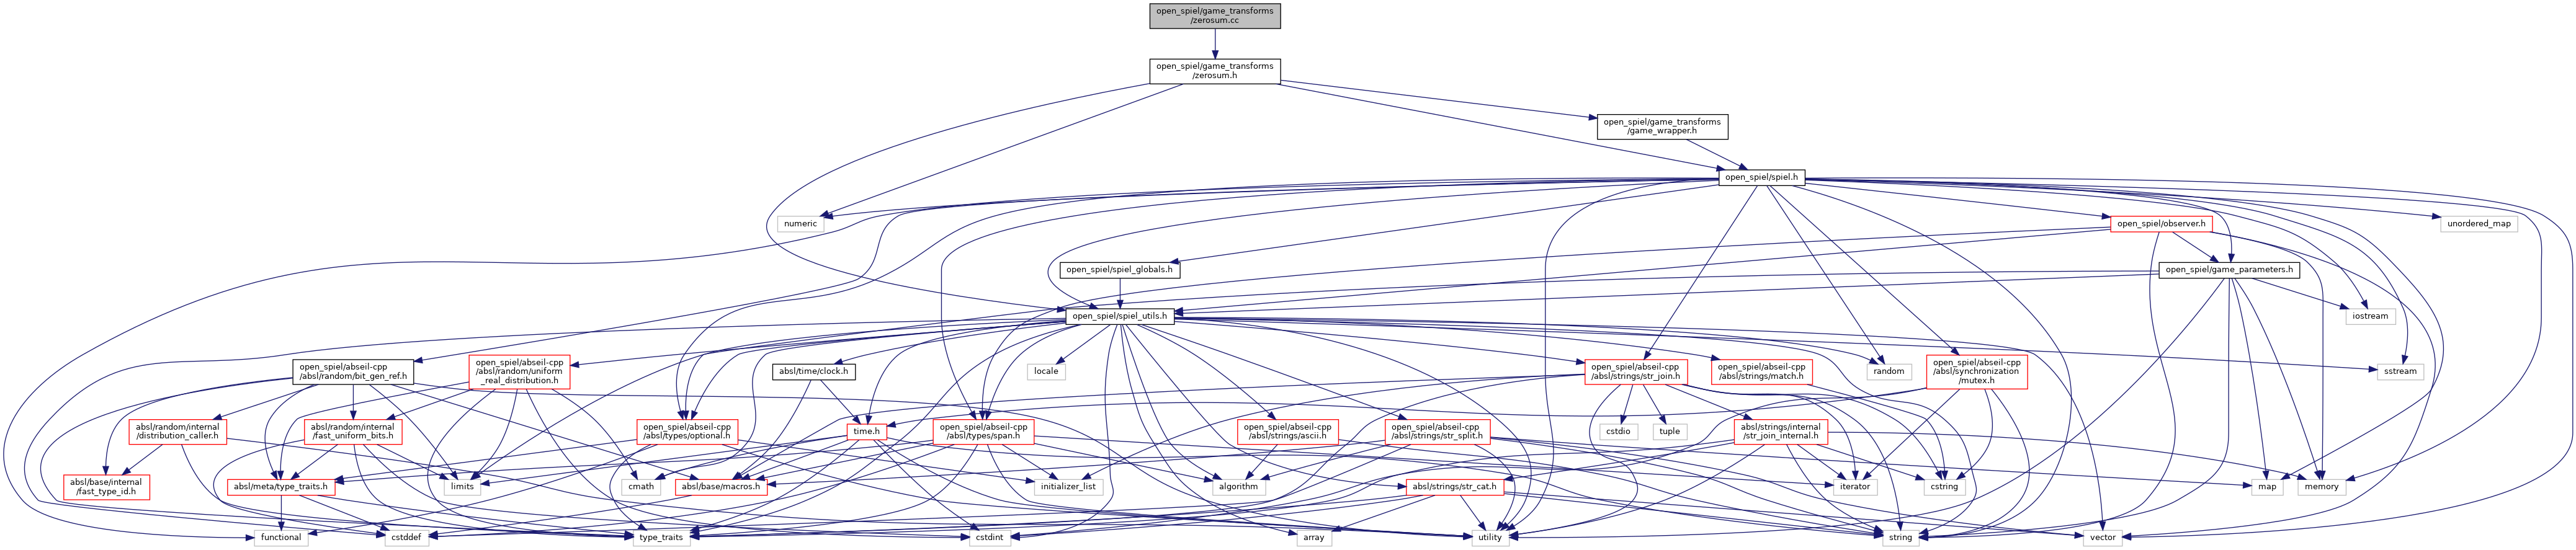 open_spiel/game_transforms
/zerosum.cc
open_spiel/game_transforms
/zerosum.h
open_spiel/game_transforms
/game_wrapper.h
open_spiel/spiel.h
numeric
open_spiel/observer.h
unordered_map
open_spiel/spiel_globals.h
open_spiel/game_parameters.h
open_spiel/spiel_utils.h
iostream
open_spiel/abseil-cpp
/absl/random/bit_gen_ref.h
open_spiel/abseil-cpp
/absl/random/uniform
_real_distribution.h
absl/time/clock.h
locale
open_spiel/abseil-cpp
/absl/strings/str_join.h
open_spiel/abseil-cpp
/absl/strings/match.h
random
open_spiel/abseil-cpp
/absl/synchronization
/mutex.h
sstream
absl/random/internal
/distribution_caller.h
absl/random/internal
/fast_uniform_bits.h
open_spiel/abseil-cpp
/absl/types/optional.h
time.h
open_spiel/abseil-cpp
/absl/types/span.h
open_spiel/abseil-cpp
/absl/strings/ascii.h
open_spiel/abseil-cpp
/absl/strings/str_split.h
cstdio
tuple
absl/strings/internal
/str_join_internal.h
absl/base/internal
/fast_type_id.h
absl/meta/type_traits.h
limits
cmath
absl/base/macros.h
initializer_list
algorithm
absl/strings/str_cat.h
iterator
cstring
map
memory
functional
cstddef
type_traits
cstdint
array
utility
string
vector